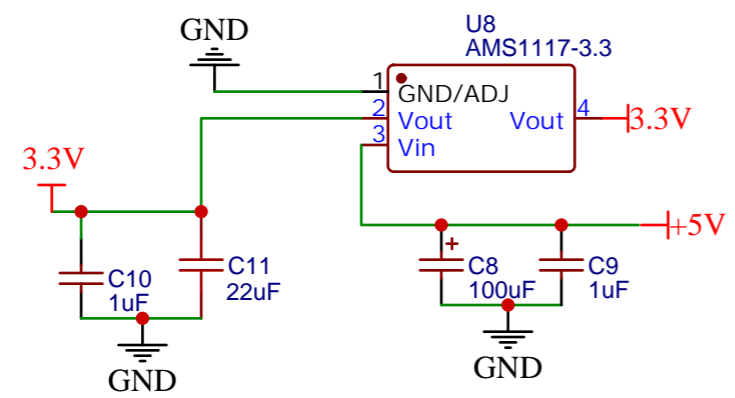 GND
U8
AMS1117-3.3
1
GND/ADJ
2
Vout
Vout
4
3.3V
3
Vin
3.3V
+5V
+
C10
1uF
C11
22uF
C8
100uF
C9
1uF
GND
GND